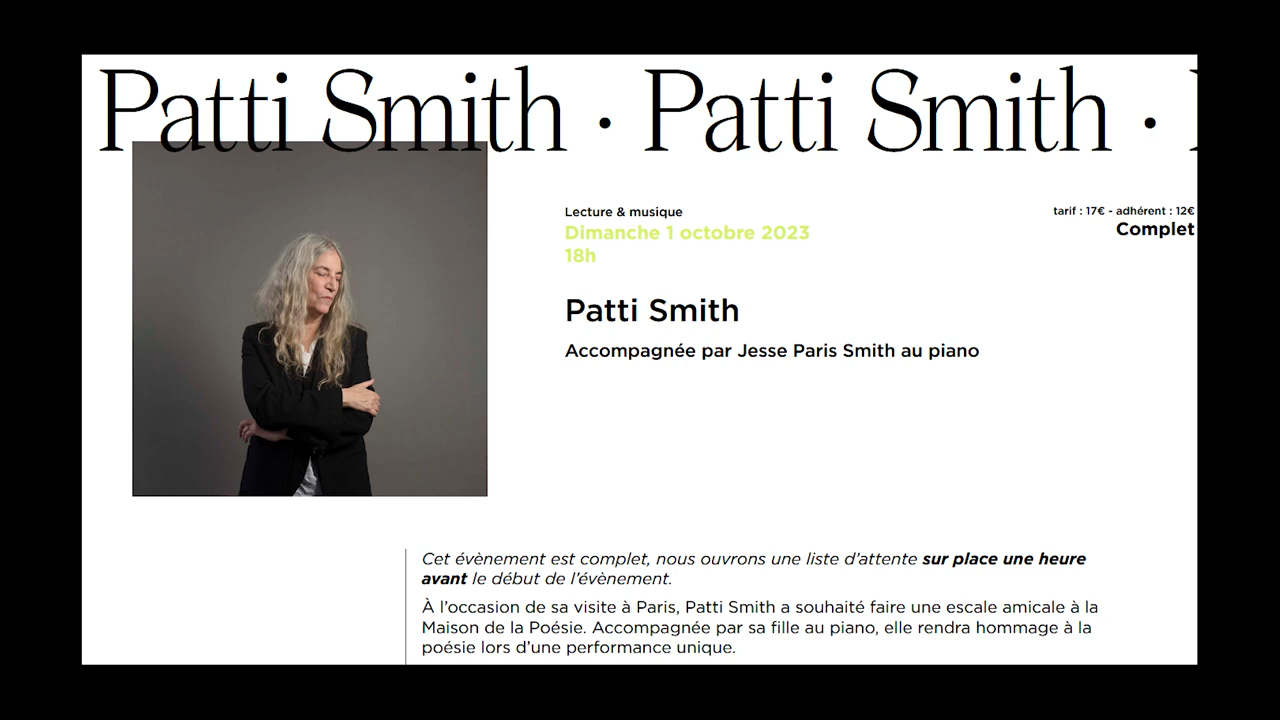 Patti Smith · Patti Smith ·
Lecture & musique
Dimanche 1 octobre 2023
18h
tarif : 17€ - adhérent : 12€
Complet
Patti Smith
Accompagnée par Jesse Paris Smith au piano
Cet évènement est complet, nous ouvrons une liste d’attente sur place une heure
avant le début de l’évènement.
À l’occasion de sa visite à Paris, Patti Smith a souhaité faire une escale amicale à la
Maison de la Poésie. Accompagnée par sa fille au piano, elle rendra hommage à la
poésie lors d’une performance unique.